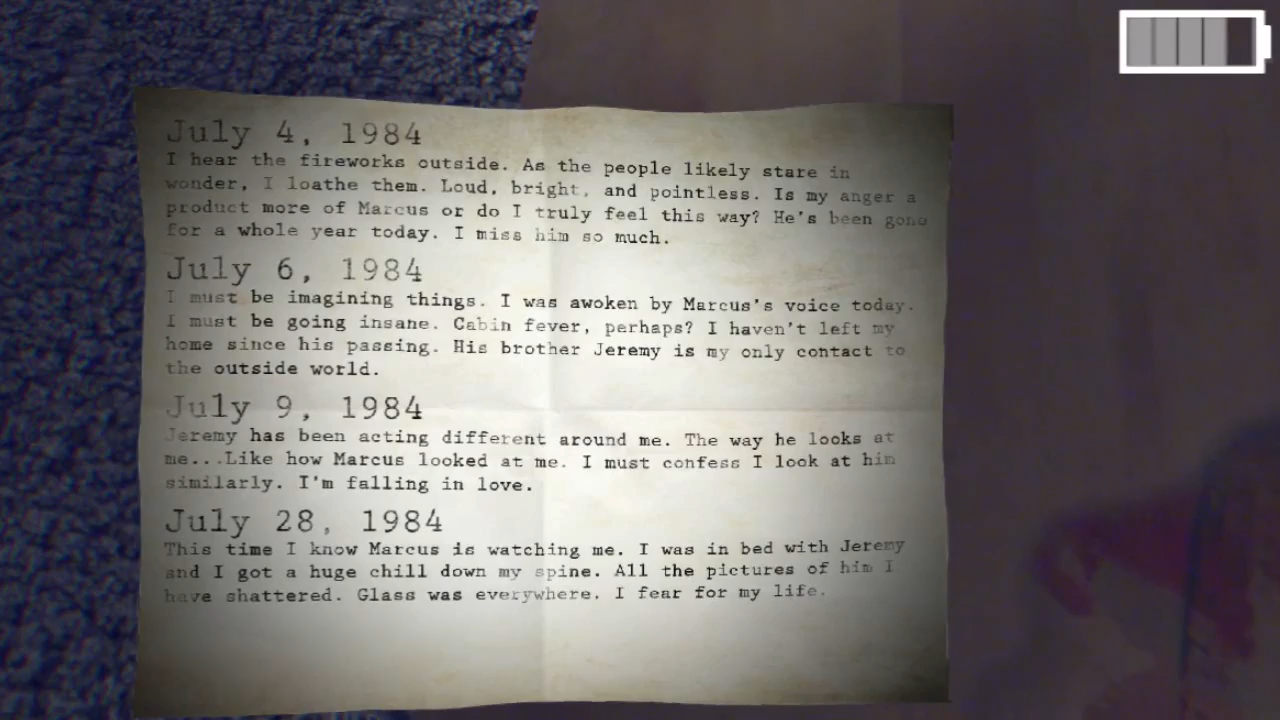 July 4, 1984
I hear the fireworks outside. As the people likely stare in
wonder, I loathe them. Loud, bright, and pointless. Is my anger a
product more of Marcus or do I truly feel this way? He's been gone
for a whole year today. I miss him so much.
July 6, 1984
I must be imagining things. I was awoken by Marcus's voice today.
I must be going insane. Cabin fever, perhaps? I haven't left my
home since his passing. His brother Jeremy is my only contact to
the outside world.
July 9, 1984
Jeremy has been acting different around me. The way he looks at
me...Like how Marcus looked at me. I must confess I look at him
similarly. I'm falling in love.
July 28, 1984
This time I know Marcus is watching me. I was in bed with Jeremy
and I got a huge chill down my spine. All the pictures of him I
have shattered. Glass was everywhere. I fear for my life.